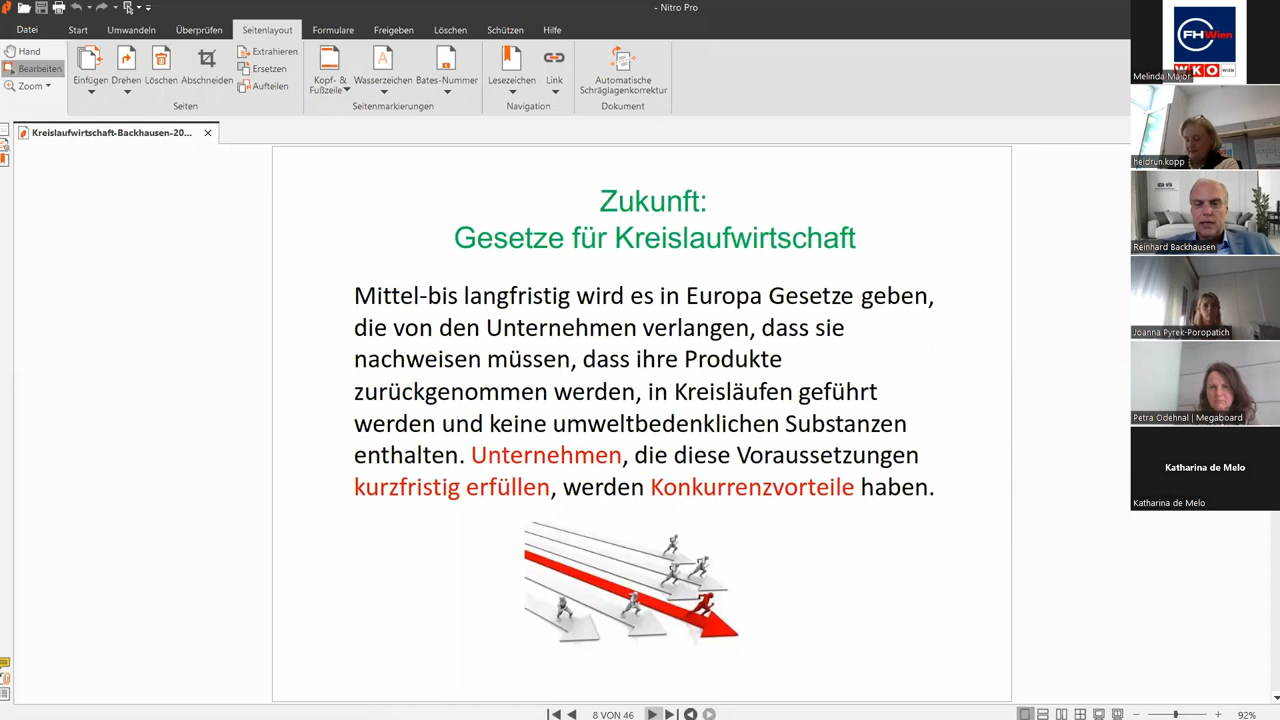 - Nitro Pro
Datei
Start
Umwandeln
Überprüfen
Seitenlayout
Formulare
Freigeben
Löschen
Schützen
Hilfe
Hand
Bearbeiten
Zoom
Einfügen
Drehen
Löschen
Abschneiden
Extrahieren
Ersetzen
Aufteilen
Seiten
Kopf- &
Fußzeile
Wasserzeichen
Bates-Nummer
Seitenmarkierungen
Lesezeichen
Link
Navigation
Automatische
Schräglagenkorrektur
Dokument
Kreislaufwirtschaft-Backhausen-20...
Zukunft:
Gesetze für Kreislaufwirtschaft
Mittel-bis langfristig wird es in Europa Gesetze geben,
die von den Unternehmen verlangen, dass sie
nachweisen müssen, dass ihre Produkte
zurückgenommen werden, in Kreisläufen geführt
werden und keine umweltbedenklichen Substanzen
enthalten. Unternehmen, die diese Voraussetzungen
kurzfristig erfüllen, werden Konkurrenzvorteile haben.
8 VON 46
92%
FHWien
WKO WIEN
Melinda Major
heidrun.kopp
Reinhard Backhausen
Joanna Pyrek-Poropatich
Petra Odehnal | Megaboard
Katharina de Melo
Katharina de Melo